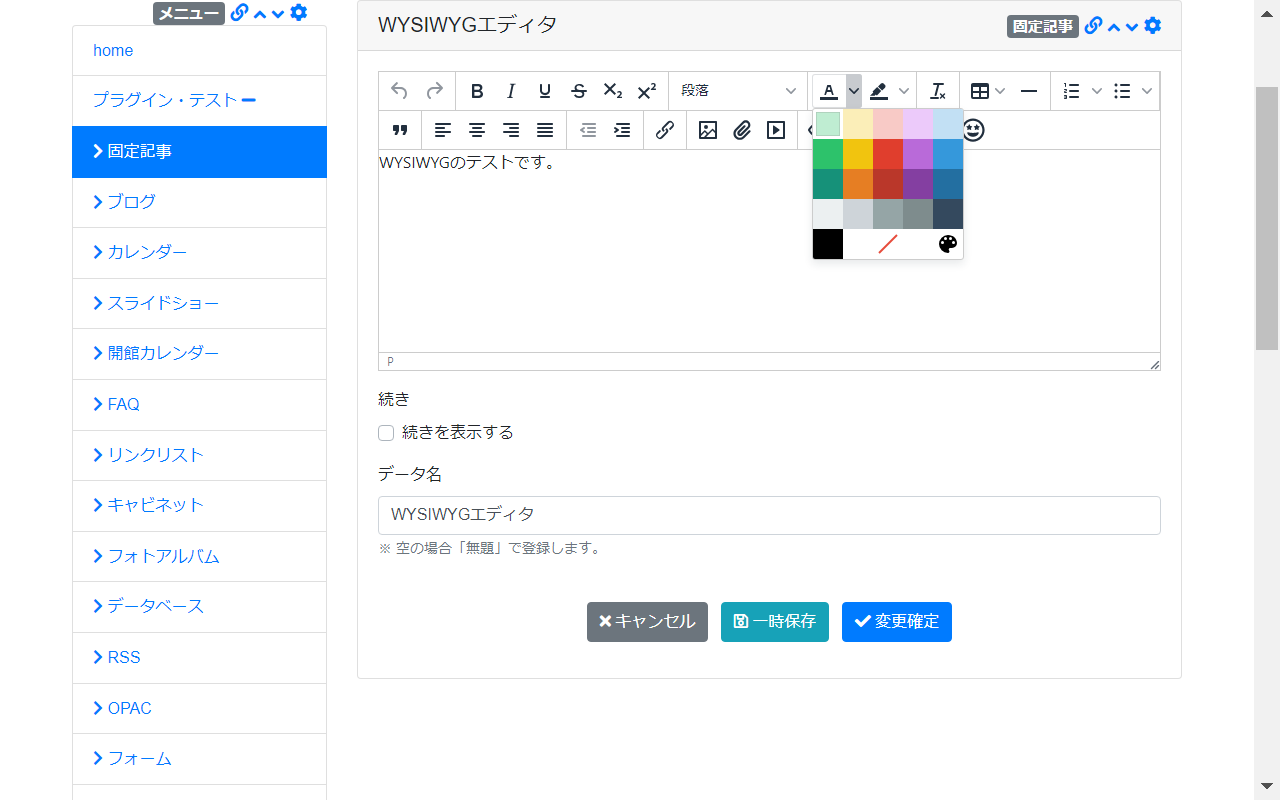 メニュー
home
プラグイン・テスト
固定記事
ブログ
カレンダー
スライドショー
開館カレンダー
FAQ
リンクリスト
キャビネット
フォトアルバム
データベース
RSS
OPAC
フォーム
WYSIWYGエディタ
固定記事
B I U S X₂ X² 段落 A
WYSIWYGのテストです。
P
続き
続きを表示する
データ名
WYSIWYGエディタ
※ 空の場合「無題」で登録します。
キャンセル 一時保存 変更確定